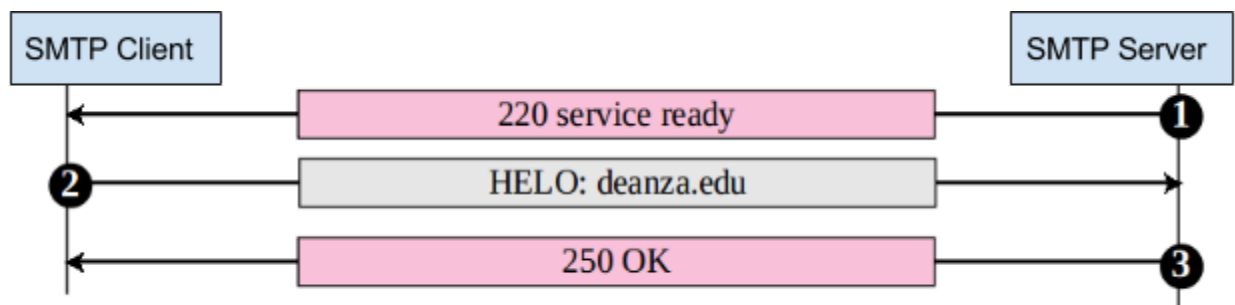 SMTP Client
SMTP Server
220 service ready
1
2
HELO: deanza.edu
250 OK
3